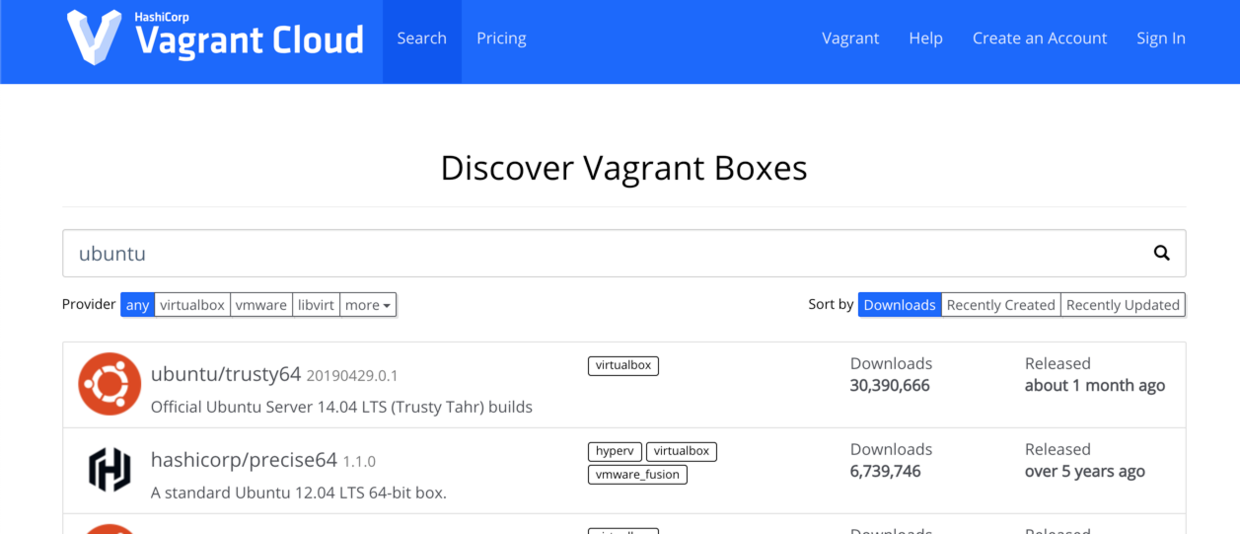 HashiCorp
Vagrant Cloud
Search Pricing Vagrant Help Create an Account Sign In
Discover Vagrant Boxes
ubuntu
Provider any virtualbox vmware libvirt more Sort by Downloads Recently Created Recently Updated
ubuntu/trusty64 20190429.0.1 virtualbox Downloads Released
30,390,666 about 1 month ago
Official Ubuntu Server 14.04 LTS (Trusty Tahr) builds
hashicorp/precise64 1.1.0 hyperv virtualbox Downloads Released
vmware_fusion 6,739,746 over 5 years ago
A standard Ubuntu 12.04 LTS 64-bit box.